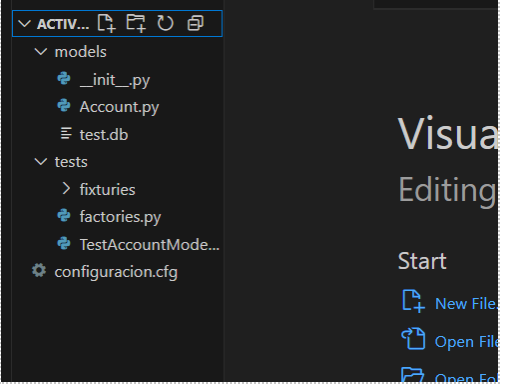 ACTIV...
models
__init__.py
Account.py
test.db
tests
fixturies
factories.py
TestAccountMode...
configuracion.cfg
Visua
Editing
Start
New File.
Open File
Open Fo